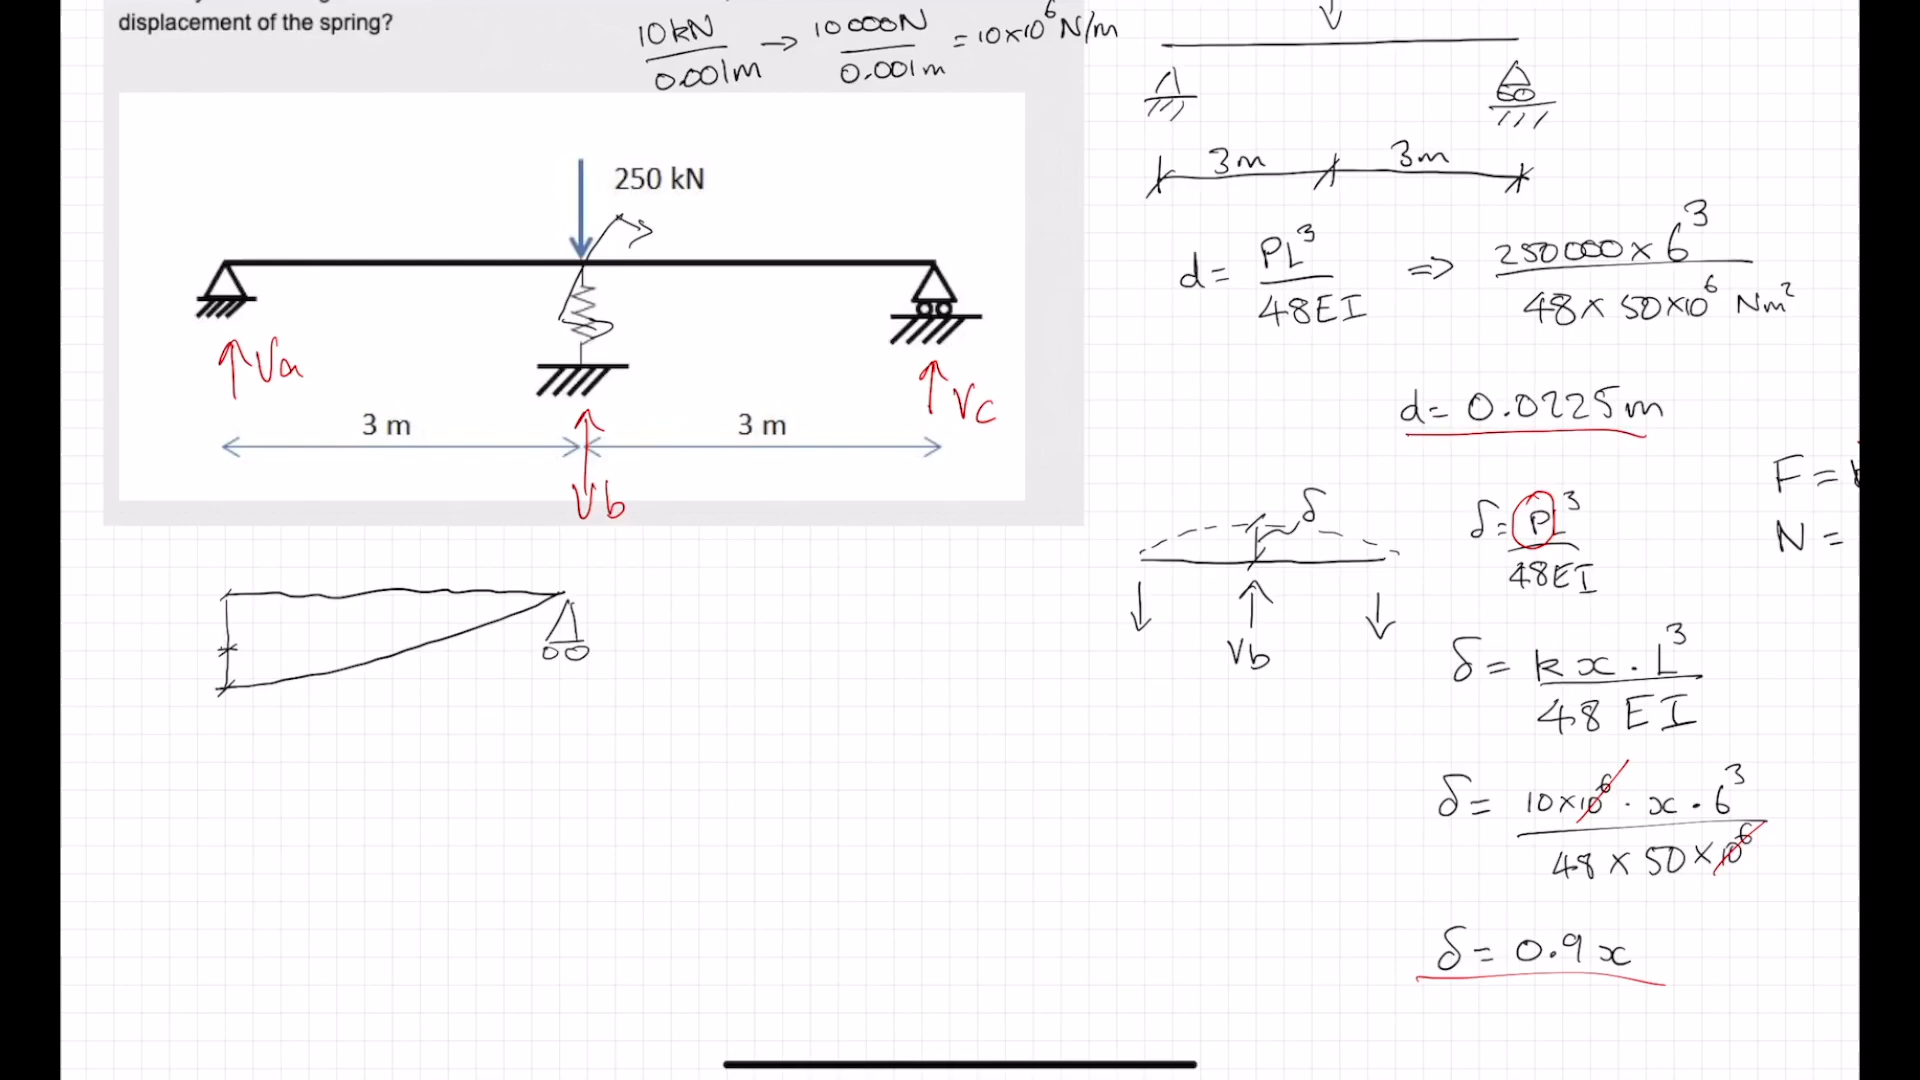 displacement of the spring?
10kN / 0.001m → 10000N / 0.001m = 10×10⁶ N/m
250 kN
Va
Vc
3 m
3 m
Vb
3m
3m
d = PL³ / 48EI ⇒ 250000 × 6³ / 48 × 50×10⁶ Nm²
d = 0.0225m
δ
Vb
δ = PL³ / 48EI
F =
N =
δ = kx · L³ / 48 EI
δ = 10×10⁶ · x · 6³ / 48 × 50×10⁶
δ = 0.9x